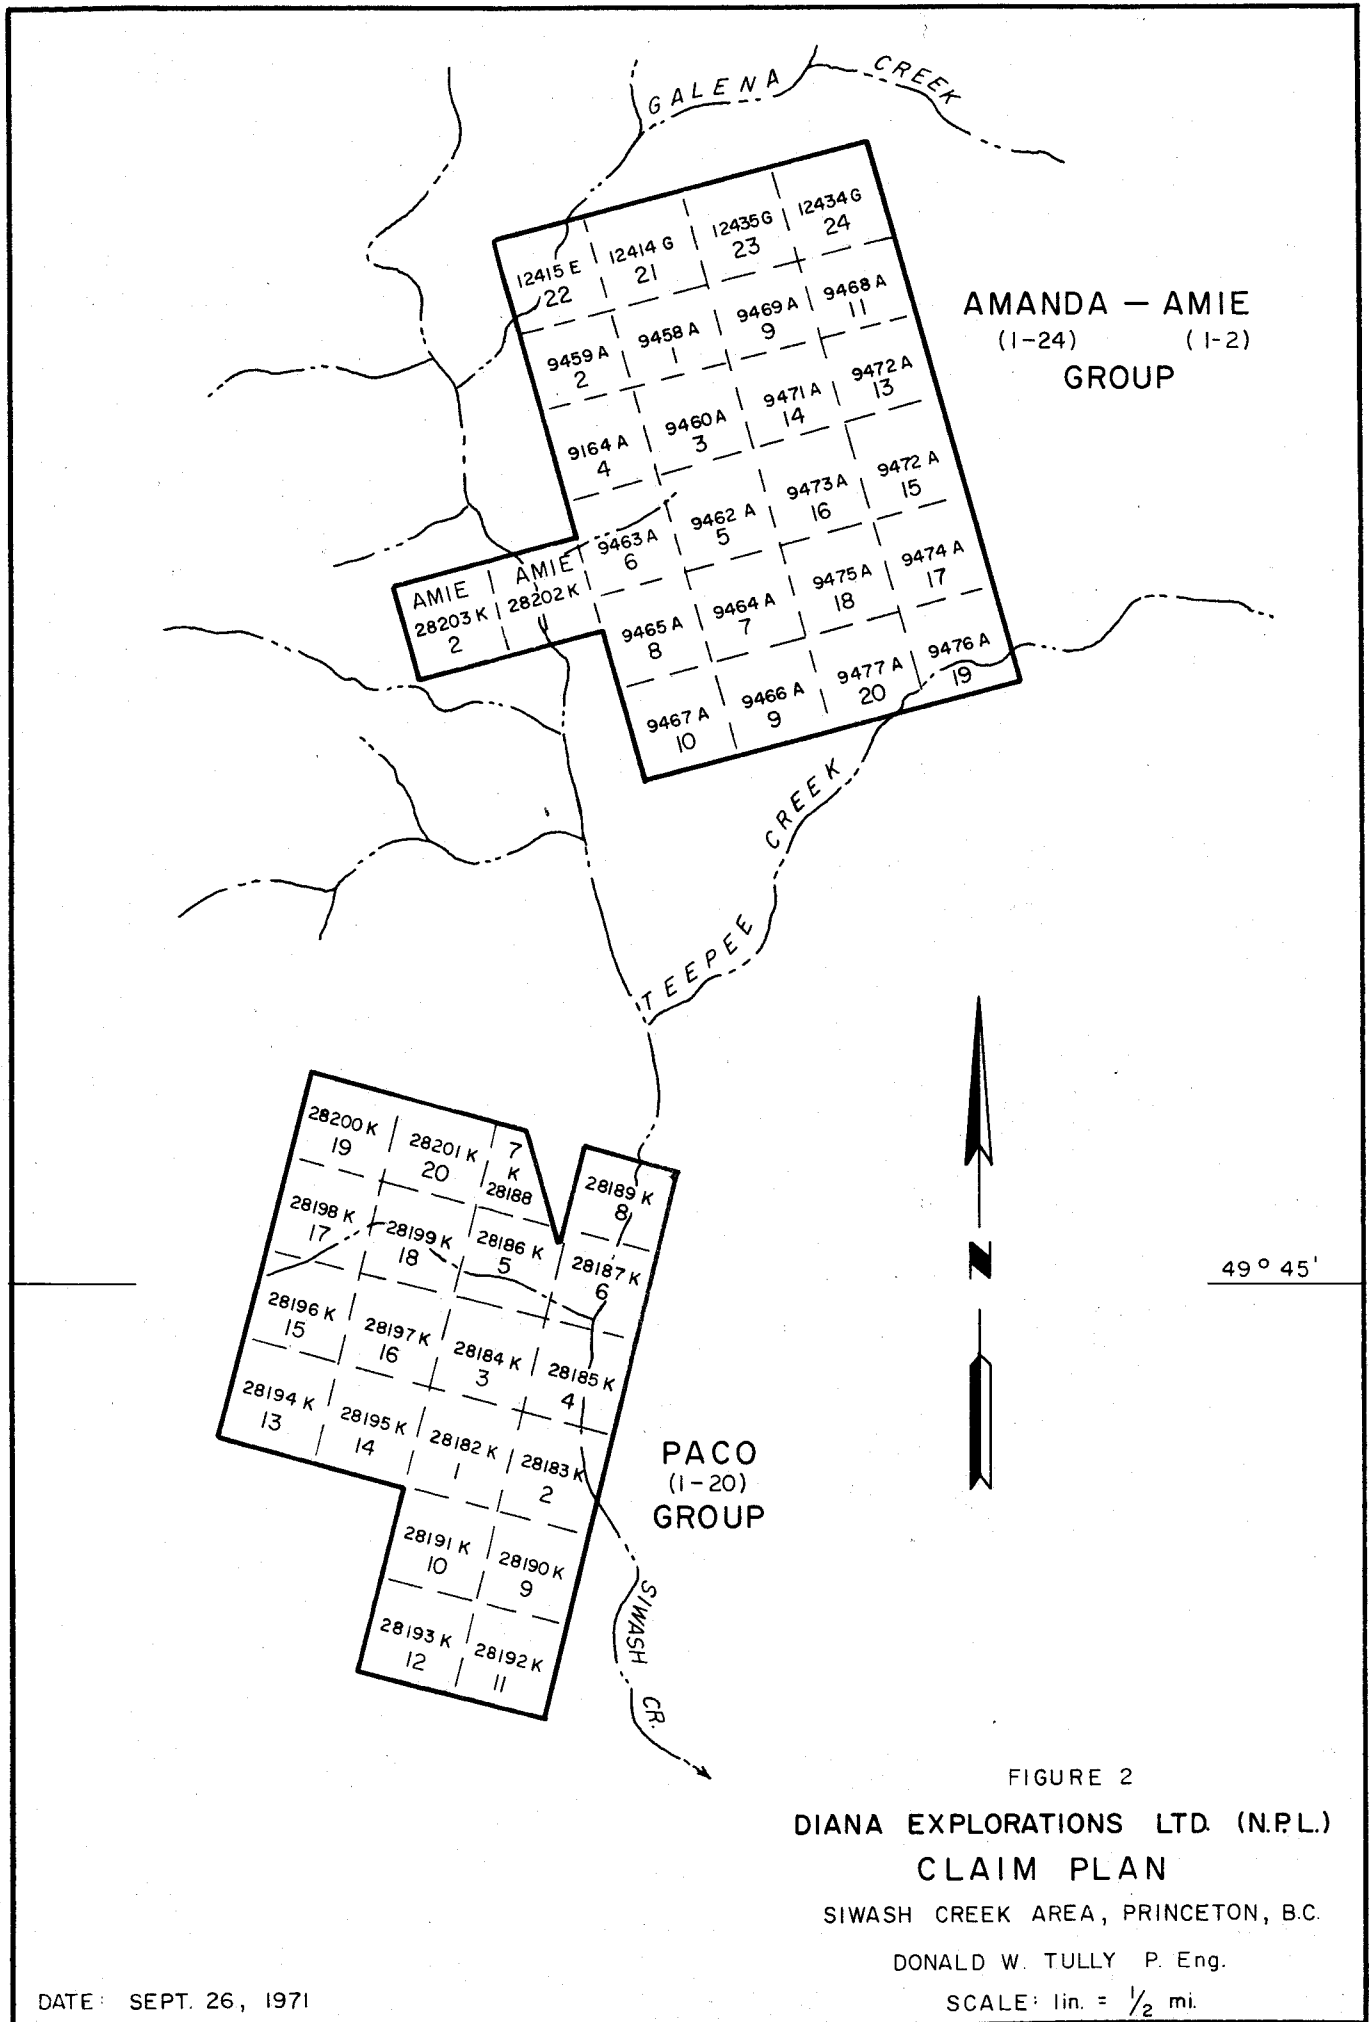 GALENA CREEK
12415 E
22
12414 G
21
12435 G
23
12434 G
24
9459 A
2
9458 A
1
9469 A
9
9468 A
11
AMANDA — AMIE
(1-24) (1-2)
GROUP
9164 A
4
9460 A
3
9471 A
14
9472 A
13
9463 A
6
9462 A
5
9473 A
16
9472 A
15
AMIE
28203 K
2
AMIE
28202 K
1
9465 A
8
9464 A
7
9475 A
18
9474 A
17
9467 A
10
9466 A
9
9477 A
20
9476 A
19
TEEPEE CREEK
28200 K
19
28201 K
20
7
K
28188
28189 K
8
28198 K
17
28199 K
18
28186 K
5
28187 K
6
N
49° 45'
28196 K
15
28197 K
16
28184 K
3
28185 K
4
28194 K
13
28195 K
14
28182 K
1
28183 K
2
PACO
(1-20)
GROUP
28191 K
10
28190 K
9
28193 K
12
28192 K
11
SIWASH CR.
FIGURE 2
DIANA EXPLORATIONS LTD. (N.P.L.)
CLAIM PLAN
SIWASH CREEK AREA, PRINCETON, B.C.
DONALD W. TULLY P. Eng.
SCALE: 1in. = 1/2 mi.
DATE: SEPT. 26, 1971